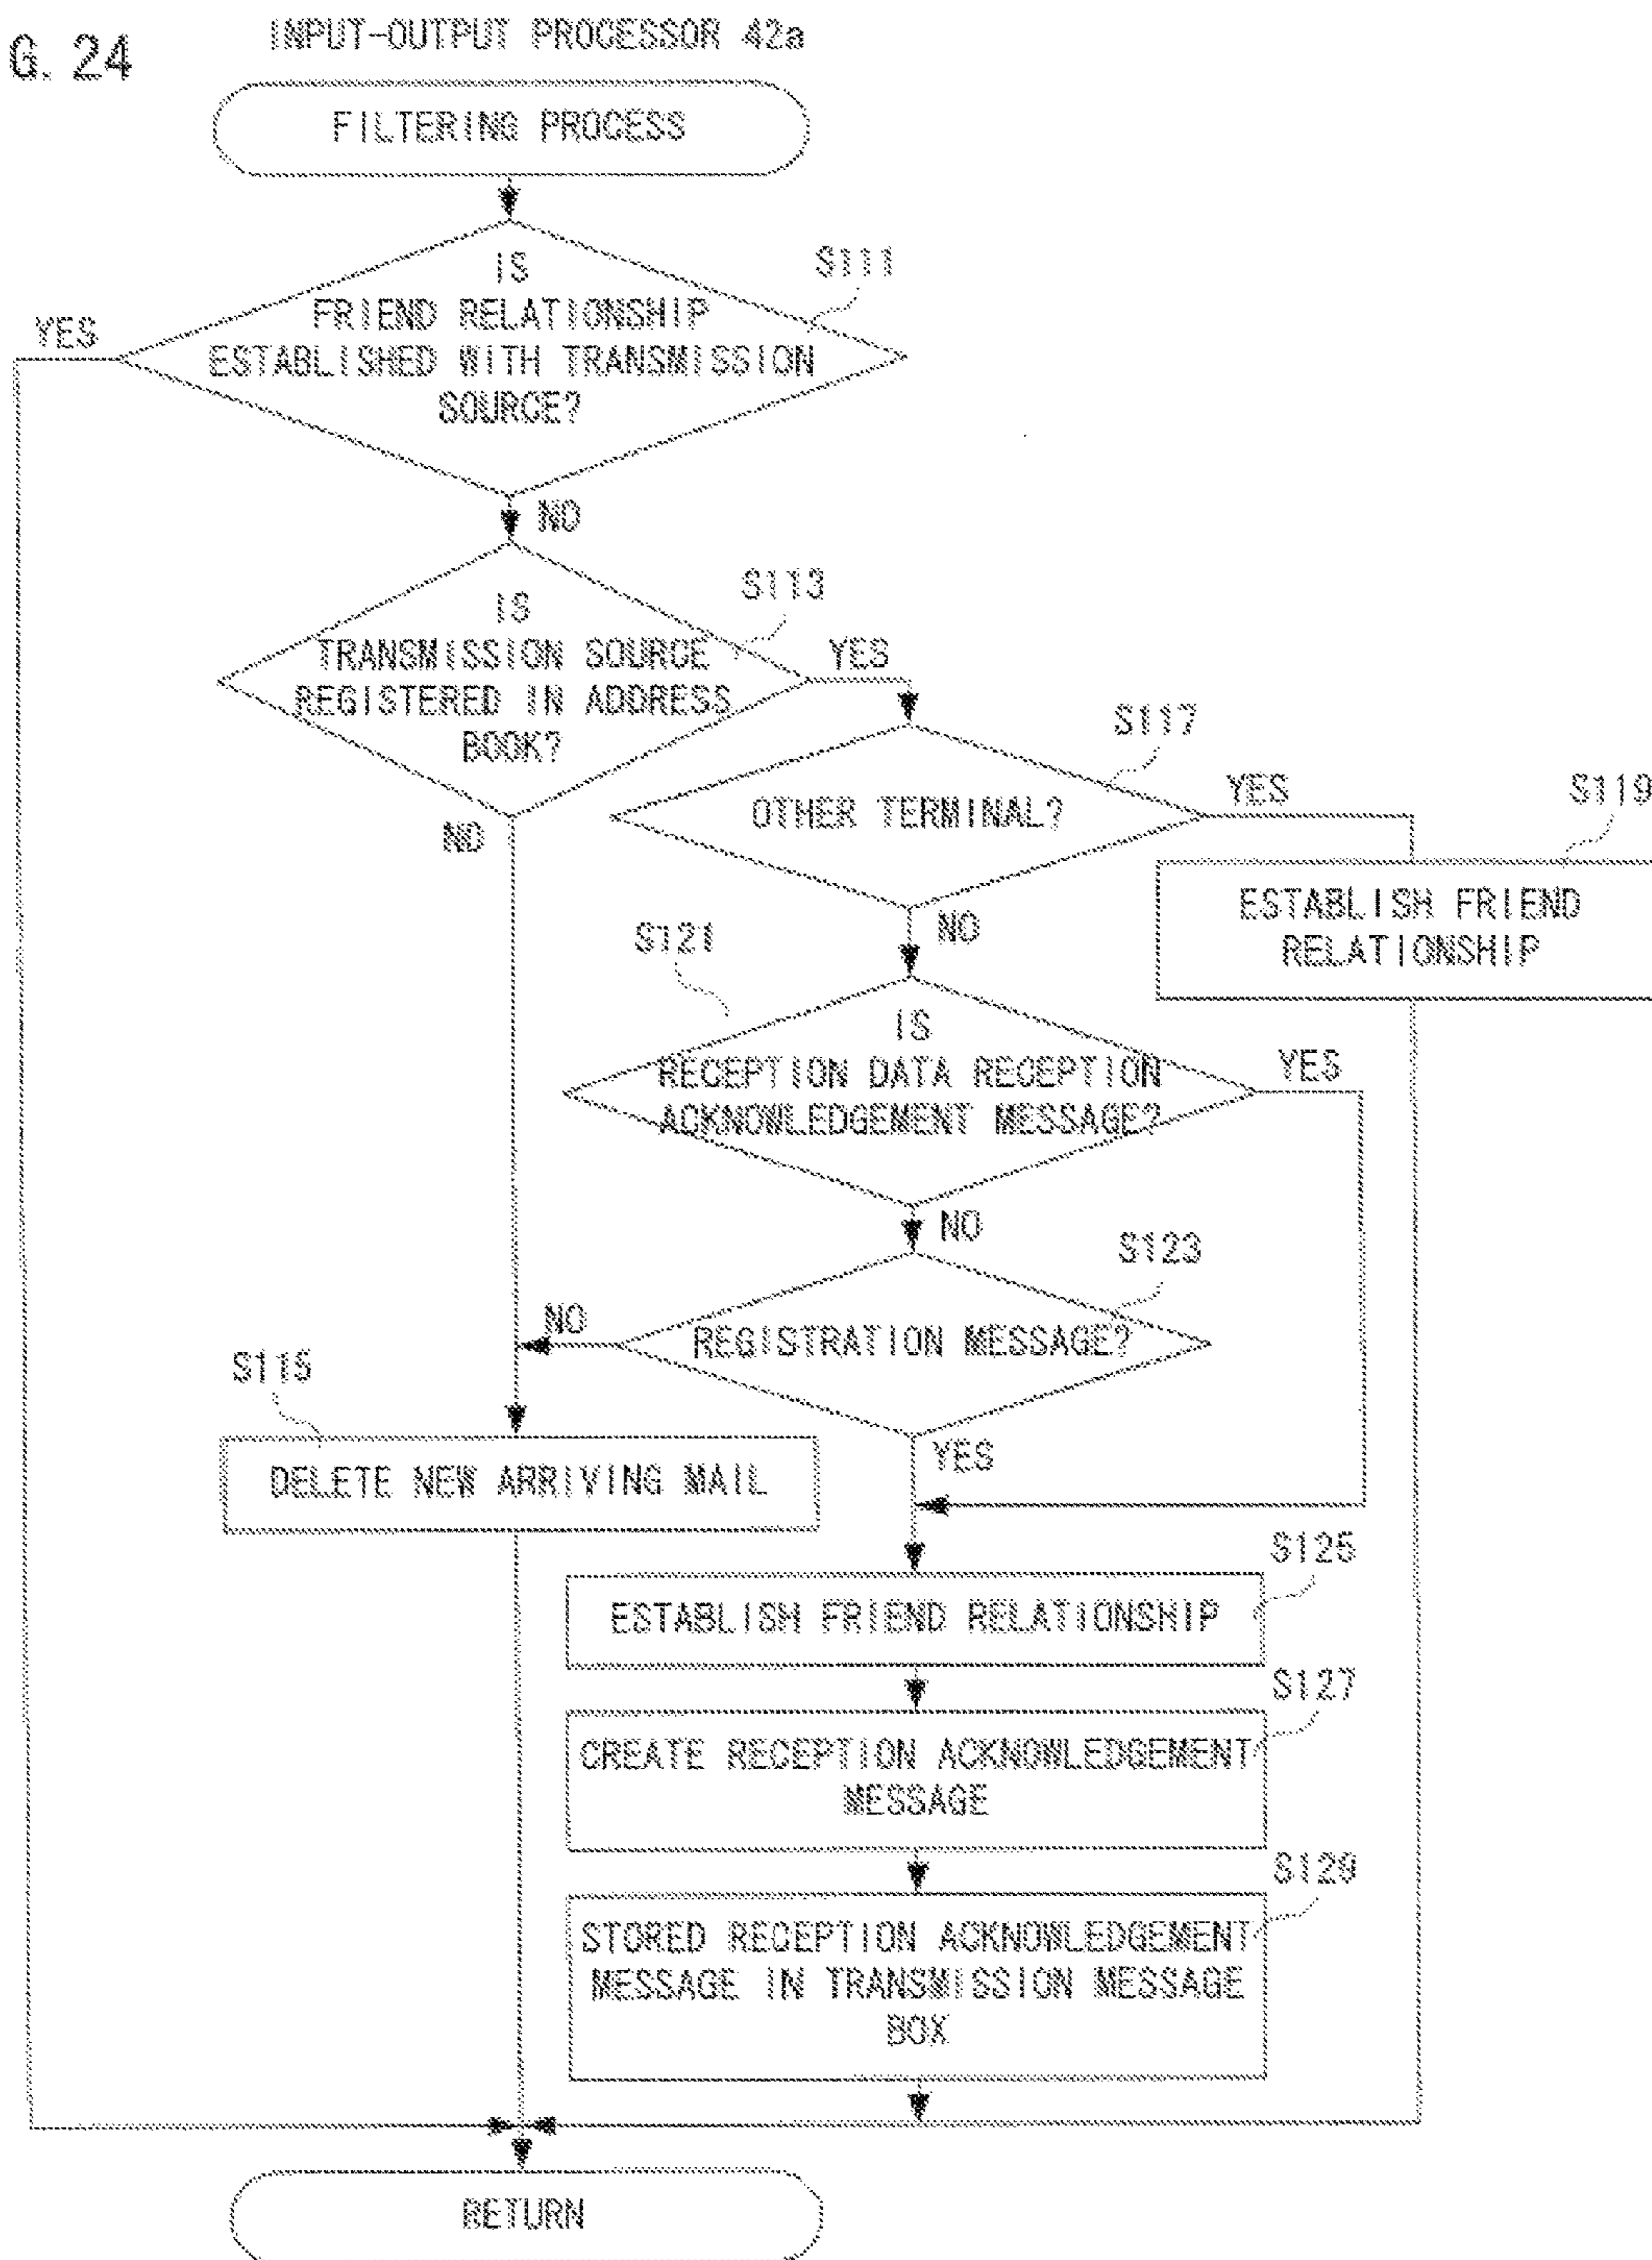 G. 24
INPUT-OUTPUT PROCESSOR 42a
FILTERING PROCESS
S111
IS
FRIEND RELATIONSHIP
ESTABLISHED WITH TRANSMISSION
SOURCE?
YES
NO
S113
IS
TRANSMISSION SOURCE
REGISTERED IN ADDRESS
BOOK?
YES
NO
S117
OTHER TERMINAL?
YES
NO
S119
ESTABLISH FRIEND
RELATIONSHIP
S121
IS
RECEPTION DATA RECEPTION
ACKNOWLEDGEMENT MESSAGE?
YES
NO
S123
REGISTRATION MESSAGE?
NO
YES
S115
DELETE NEW ARRIVING MAIL
S125
ESTABLISH FRIEND RELATIONSHIP
S127
CREATE RECEPTION ACKNOWLEDGEMENT
MESSAGE
S129
STORED RECEPTION ACKNOWLEDGEMENT
MESSAGE IN TRANSMISSION MESSAGE
BOX
RETURN